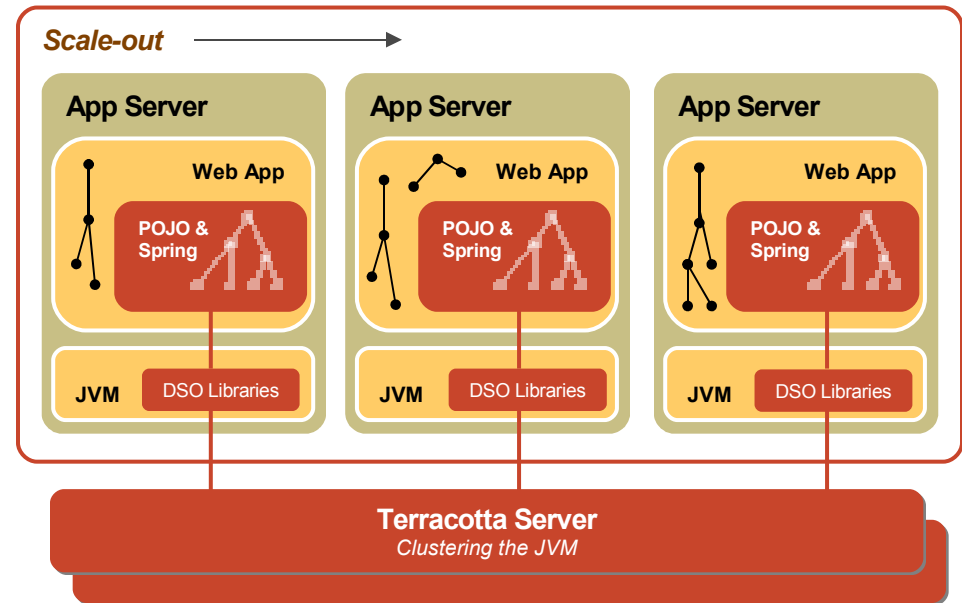 Scale-out
App Server
Web App
POJO &
Spring
JVM
DSO Libraries
App Server
Web App
POJO &
Spring
JVM
DSO Libraries
App Server
Web App
POJO &
Spring
JVM
DSO Libraries
Terracotta Server
Clustering the JVM